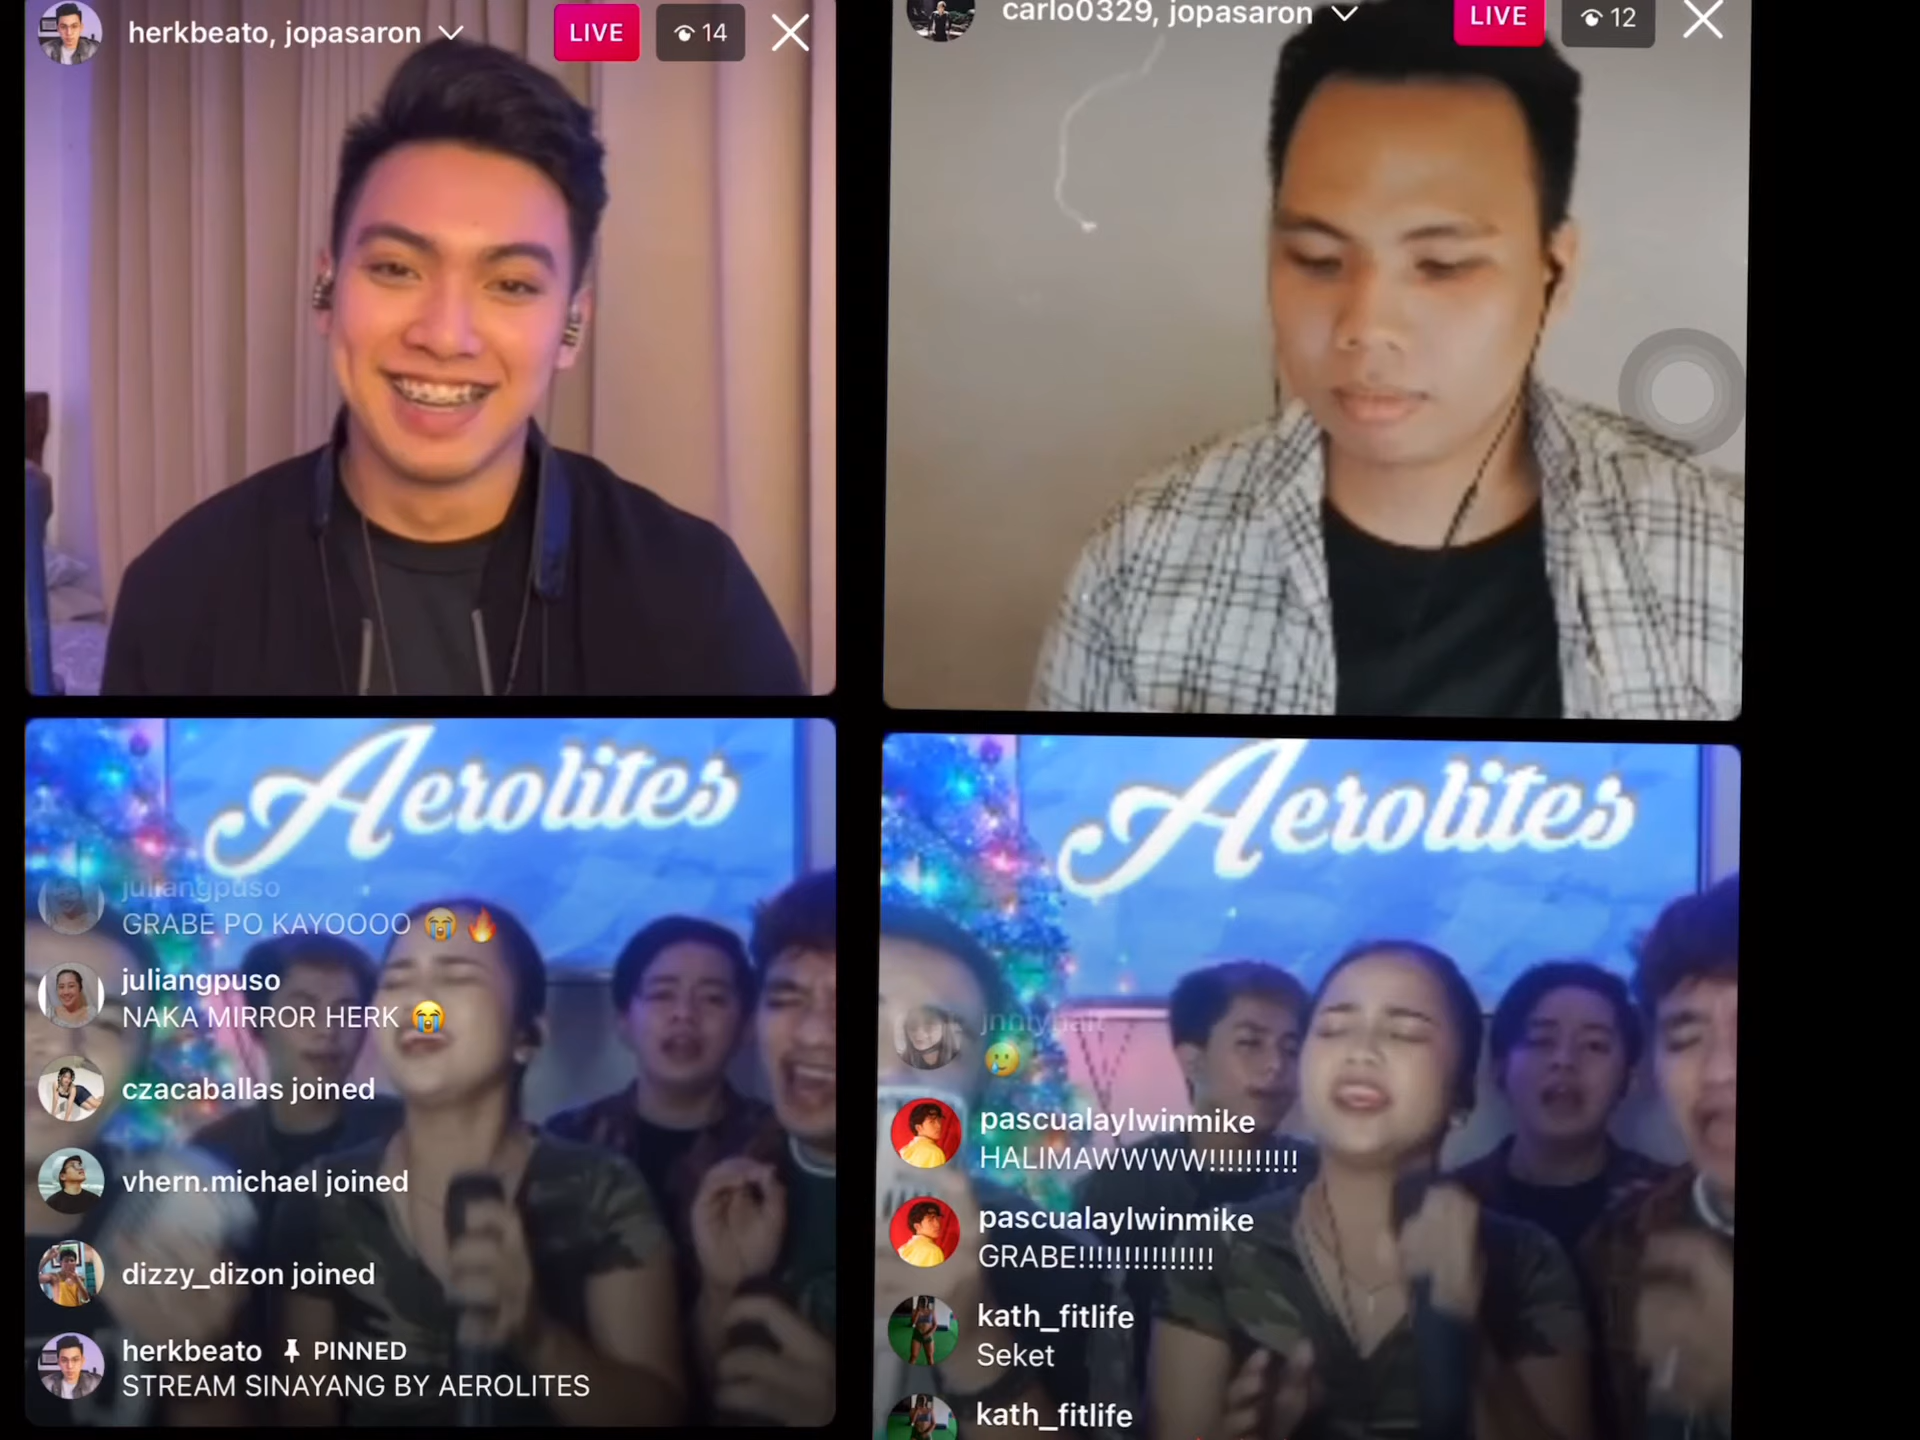 herkbeato, jopasaron
LIVE
14
Aerolites
juliangpuso
GRABE PO KAYOOOO 😭 🔥
juliangpuso
NAKA MIRROR HERK 😭
czacaballas joined
vhern.michael joined
dizzy_dizon joined
herkbeato PINNED
STREAM SINAYANG BY AEROLITES
carlo0329, jopasaron
LIVE
12
Aerolites
🥲
pascualaylwinmike
HALIMAWWWW!!!!!!!!!!
pascualaylwinmike
GRABE!!!!!!!!!!!!!!!
kath_fitlife
Seket
kath_fitlife